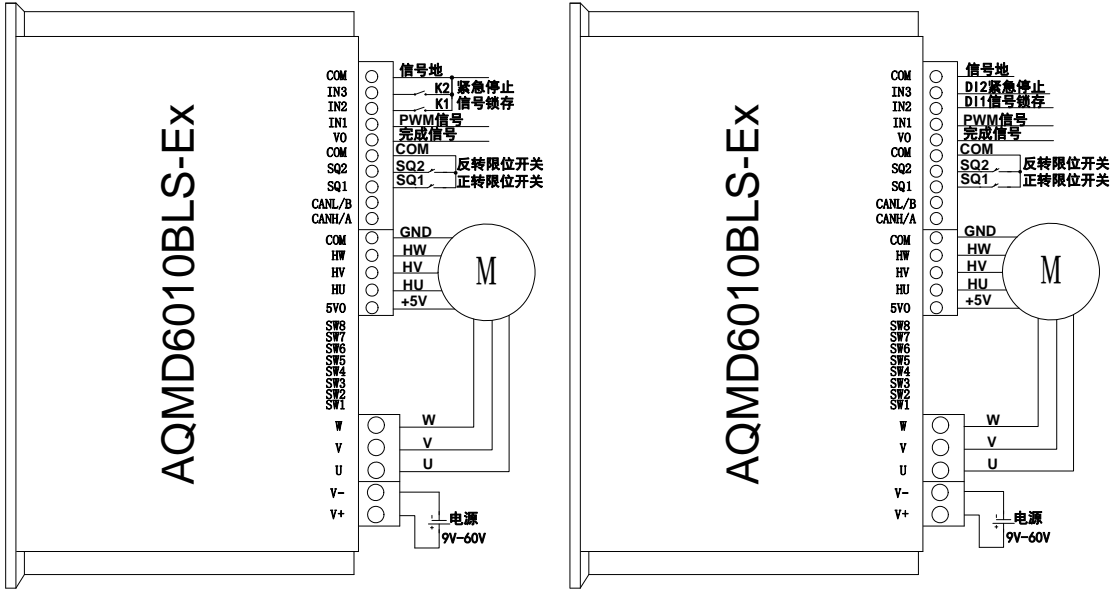 AQMD6010BLS-Ex
COM 信号地
IN3 K2 紧急停止
IN2 K1 信号锁存
IN1 PWM信号
VO 完成信号
COM COM
SQ2 SQ2 反转限位开关
SQ1 SQ1 正转限位开关
CANL/B
CANH/A
COM GND
HW HW
HV HV
HU HU
5VO +5V
M
SW8
SW7
SW6
SW5
SW4
SW3
SW2
SW1
W W
V V
U U
V-
V+
电源
9V-60V
AQMD6010BLS-Ex
COM 信号地
IN3 DI2紧急停止
IN2 DI1信号锁存
IN1 PWM信号
VO 完成信号
COM COM
SQ2 SQ2 反转限位开关
SQ1 SQ1 正转限位开关
CANL/B
CANH/A
COM GND
HW HW
HV HV
HU HU
5VO +5V
M
SW8
SW7
SW6
SW5
SW4
SW3
SW2
SW1
W W
V V
U U
V-
V+
电源
9V-60V